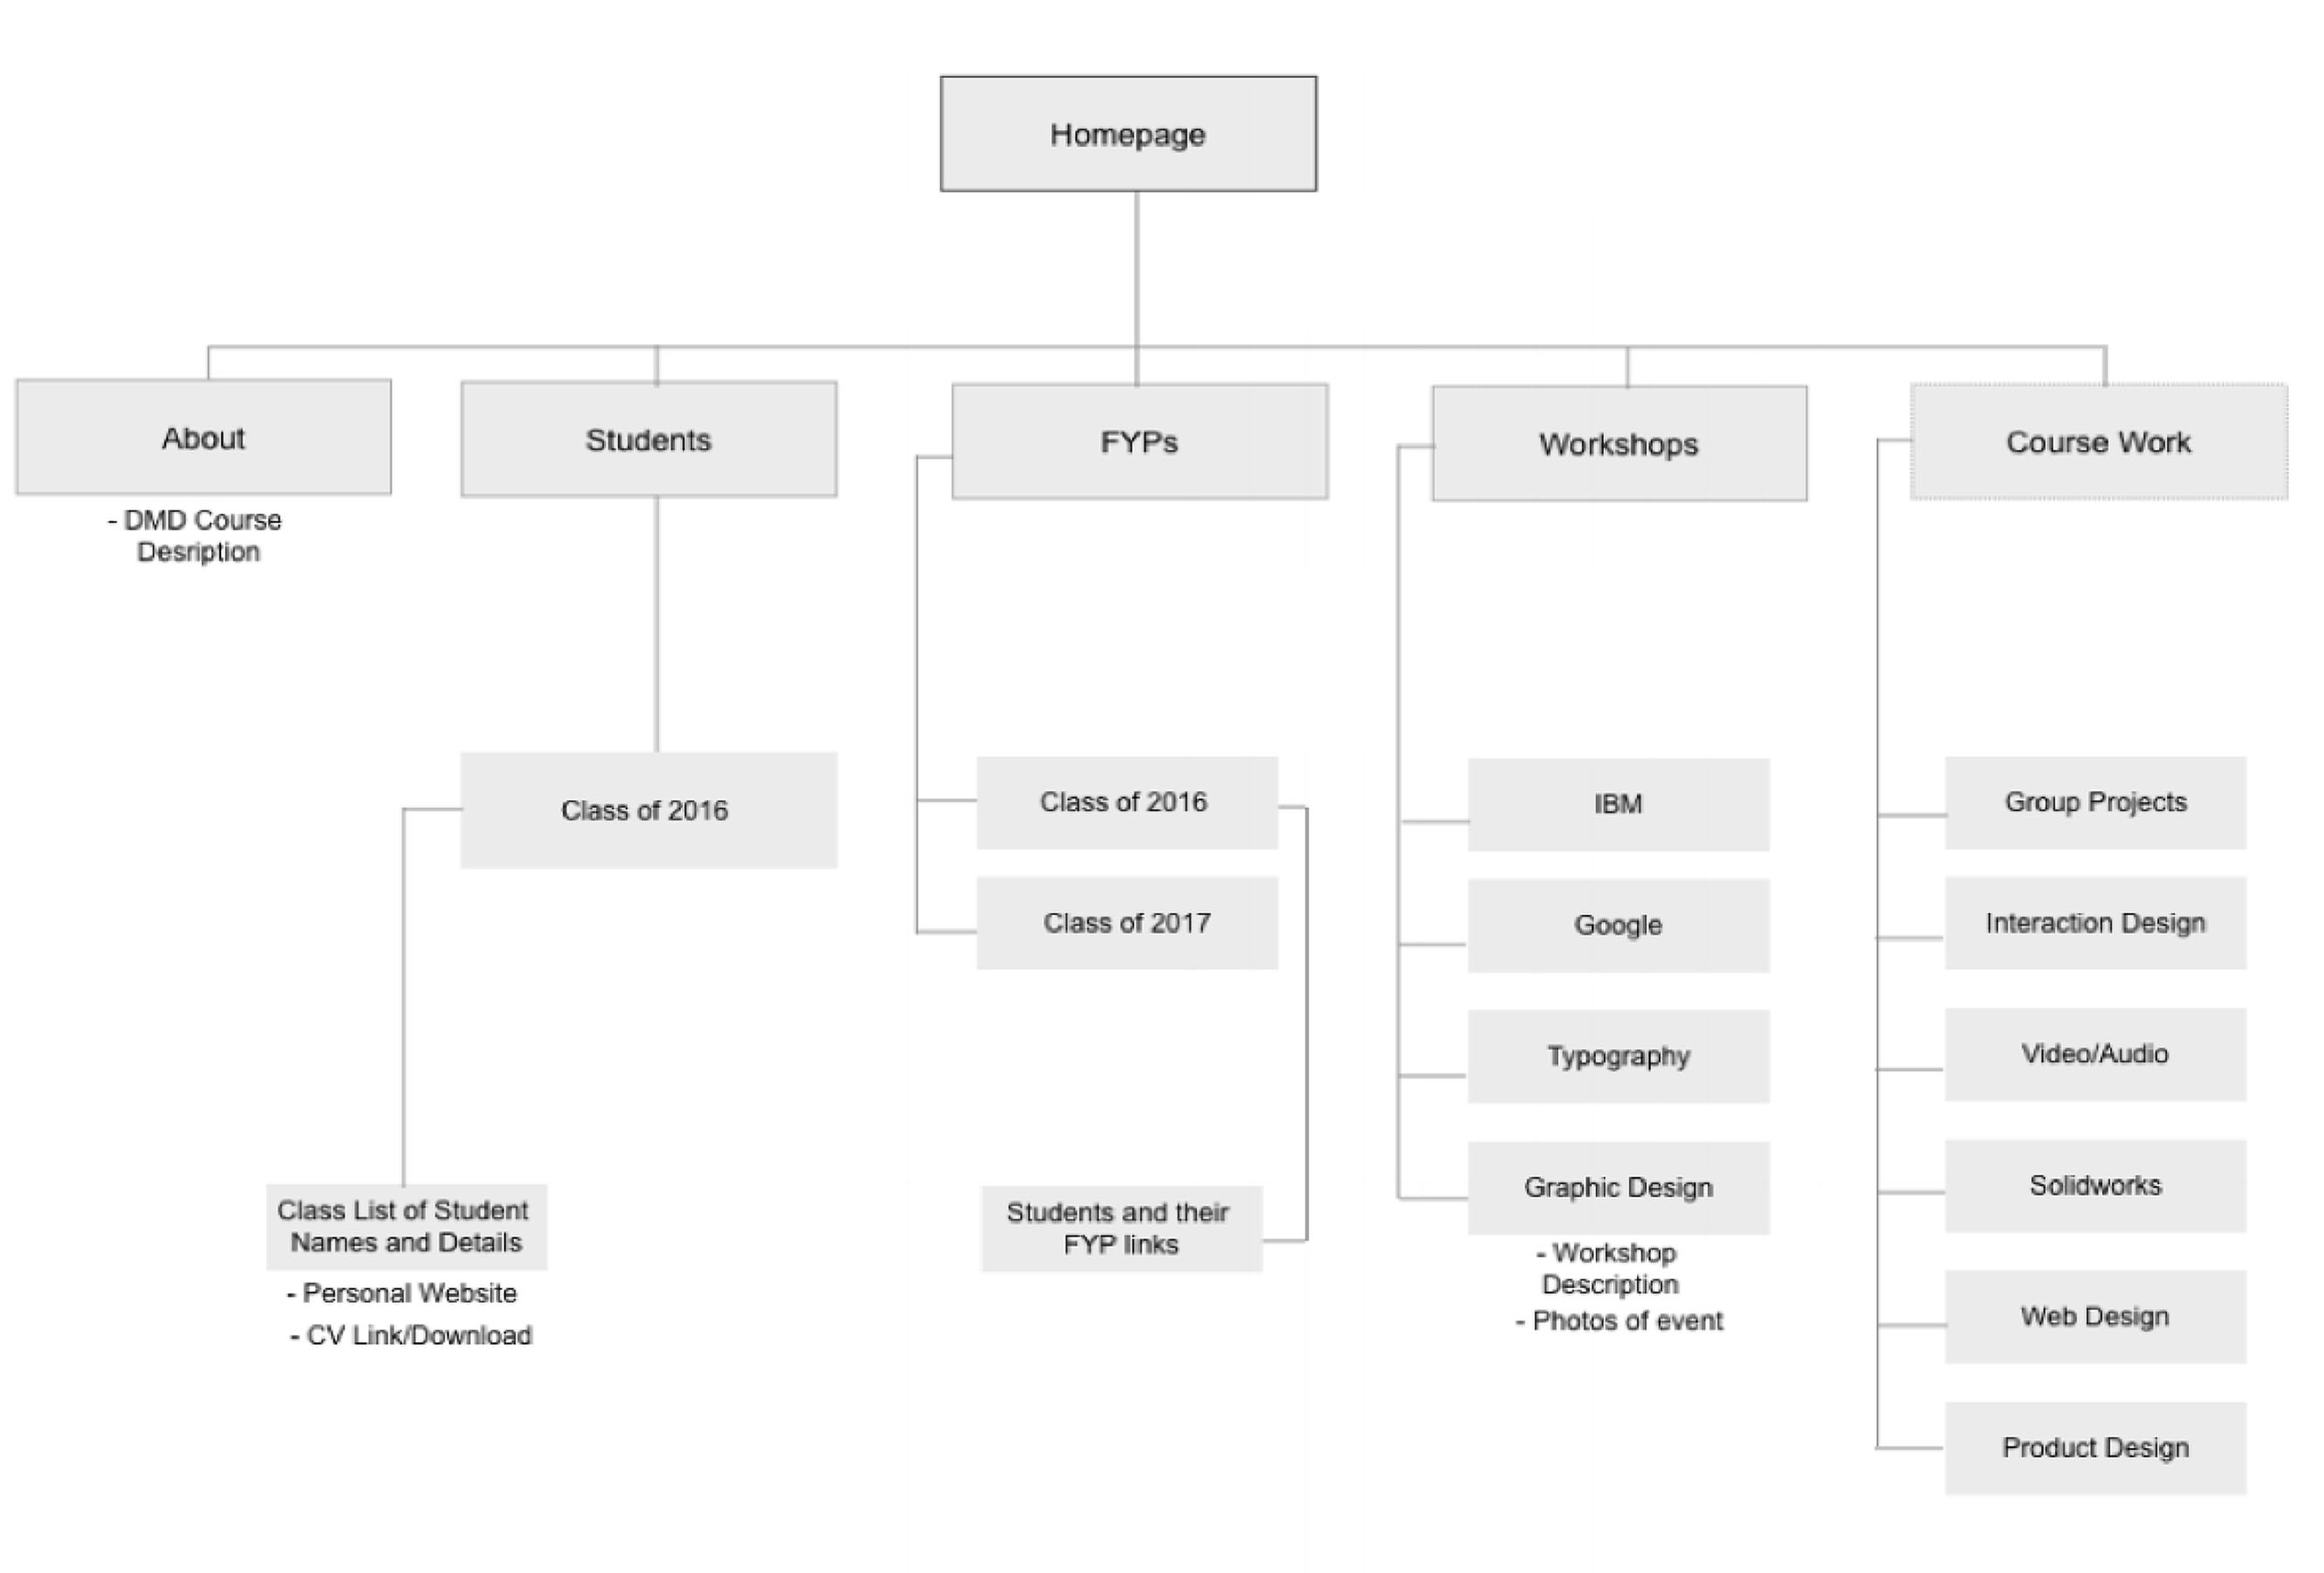 Homepage
About
Students
FYPs
Workshops
Course Work
- DMD Course
Desription
Class of 2016
Class List of Student
Names and Details
- Personal Website
- CV Link/Download
Class of 2016
Class of 2017
Students and their
FYP links
IBM
Google
Typography
Graphic Design
- Workshop
Description
- Photos of event
Group Projects
Interaction Design
Video/Audio
Solidworks
Web Design
Product Design